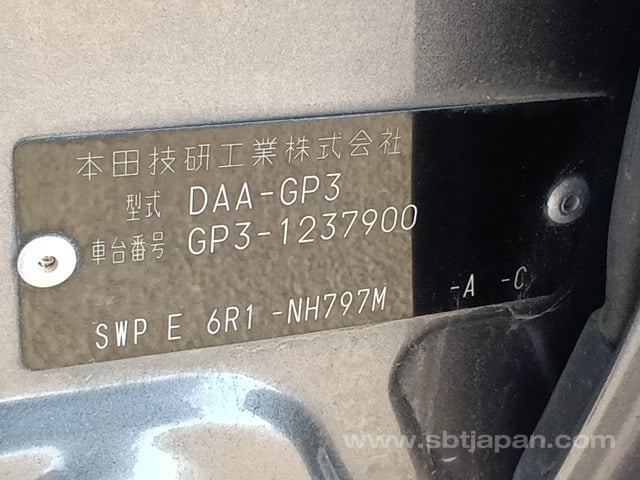 本田技研工業株式会社
型式 DAA-GP3
車台番号 GP3-1237900
SWP E 6R1 -NH797M -A -C
www.sbtjapan.com